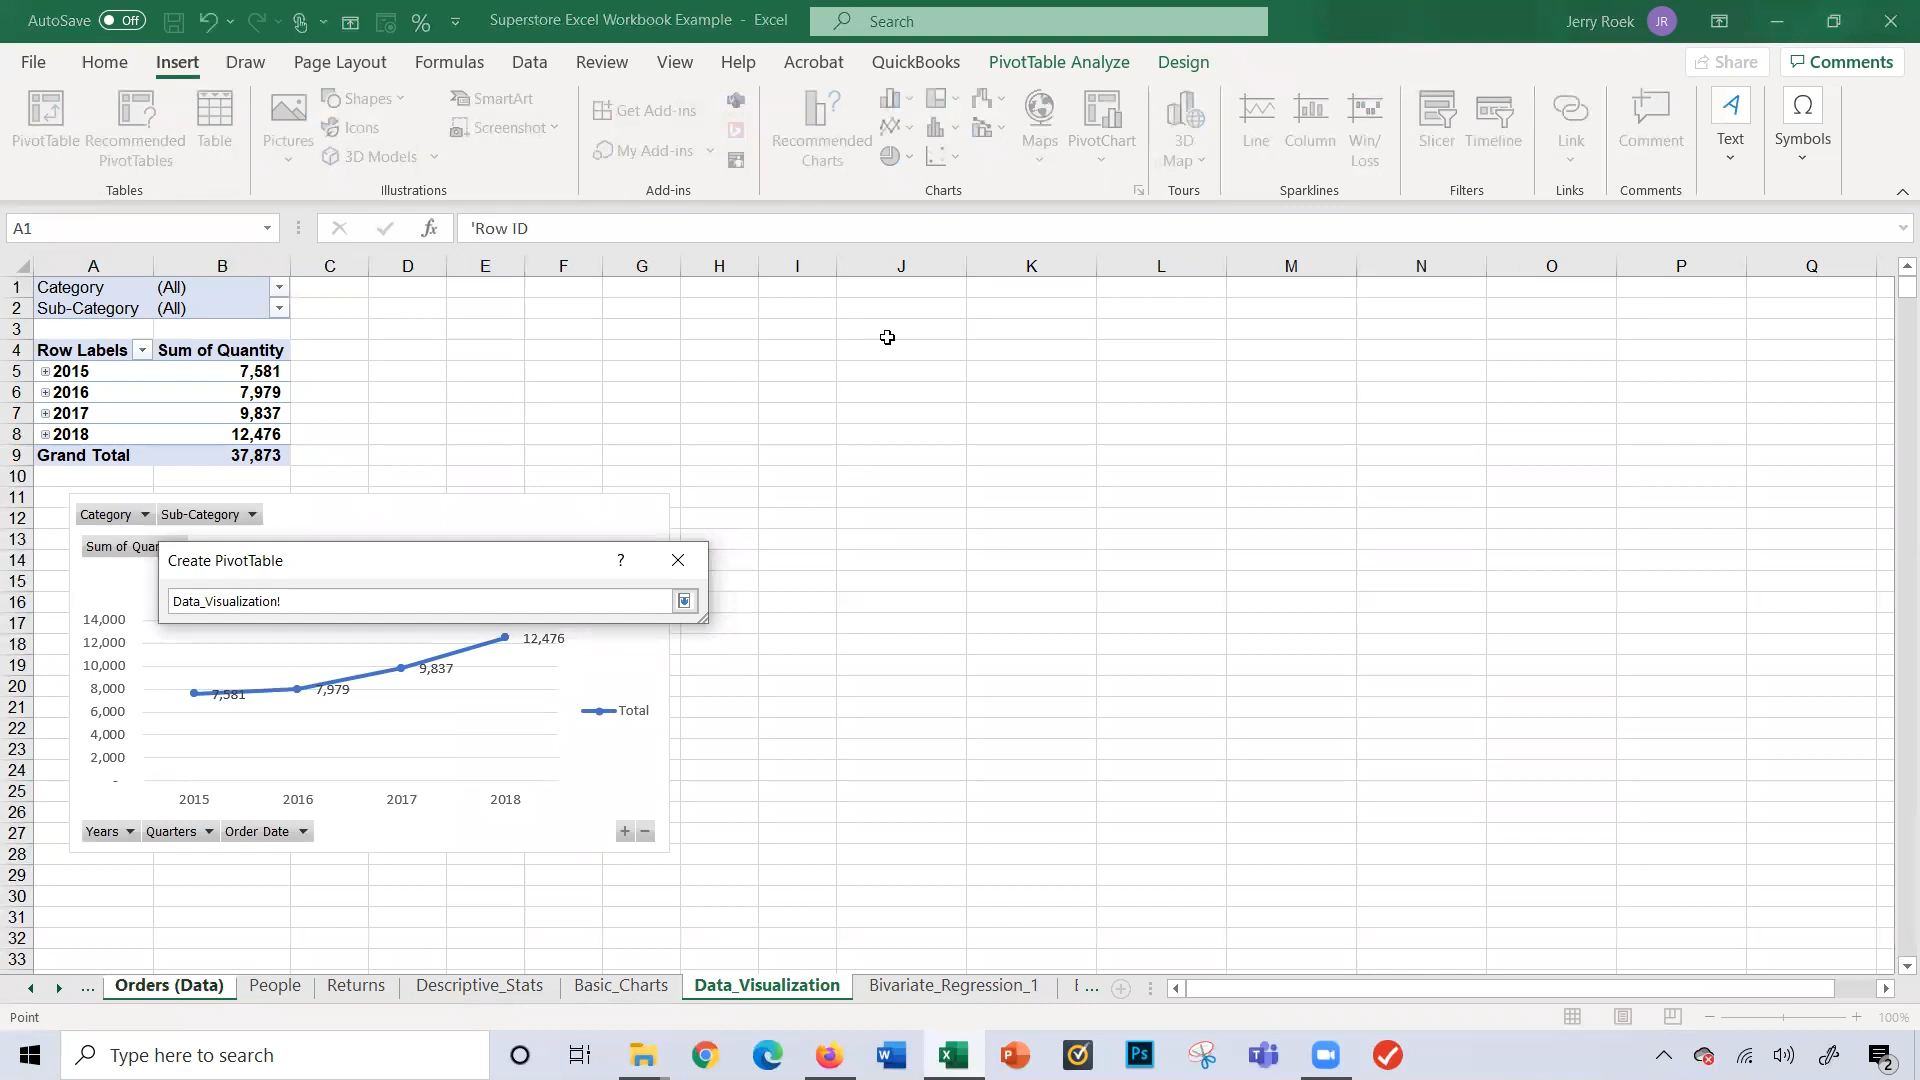 AutoSave Off
Superstore Excel Workbook Example - Excel
Search
Jerry Roek JR
File Home Insert Draw Page Layout Formulas Data Review View Help Acrobat QuickBooks PivotTable Analyze Design Share Comments
PivotTable Recommended PivotTables Table
Tables
Pictures Shapes Icons 3D Models SmartArt Screenshot
Illustrations
Get Add-ins
My Add-ins
Add-ins
Recommended Charts Maps PivotChart
Charts
3D Map
Tours
Line Column Win/Loss
Sparklines
Slicer Timeline
Filters
Link
Links
Comment
Comments
Text
Symbols
A1 fx 'Row ID
A B C D E F G H I J K L M N O P Q
1 Category (All)
2 Sub-Category (All)
3
4 Row Labels Sum of Quantity
5 2015 7,581
6 2016 7,979
7 2017 9,837
8 2018 12,476
9 Grand Total 37,873
10
11
12
13
14
15
16
17
18
19
20
21
22
23
24
25
26
27
28
29
30
31
32
33
Category Sub-Category
Sum of Quan
Create PivotTable ?
Data_Visualization!
14,000
12,000
10,000
8,000
6,000
4,000
2,000
-
7,581
7,979
9,837
12,476
Total
2015 2016 2017 2018
Years Quarters Order Date + −
... Orders (Data) People Returns Descriptive_Stats Basic_Charts Data_Visualization Bivariate_Regression_1 ...
Point
100%
Type here to search
2